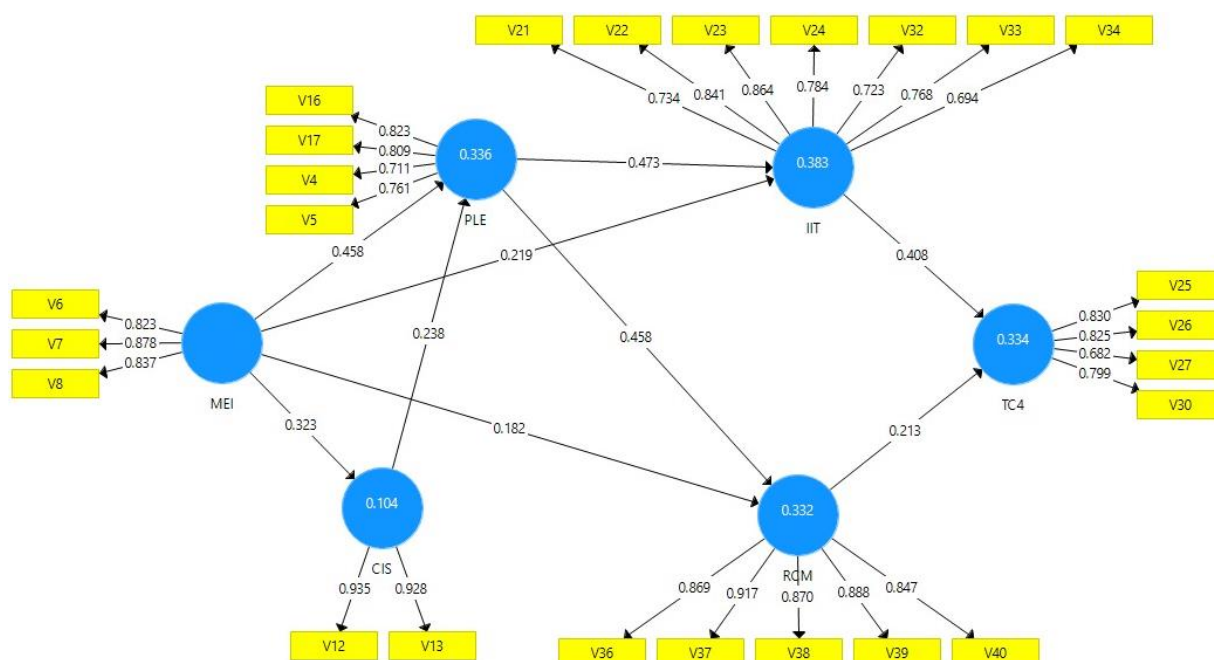 V21 V22 V23 V24 V32 V33 V34
0.734 0.841 0.864 0.784 0.723 0.768 0.694
V16
V17
V4
V5
0.823
0.809
0.711
0.761
0.336
PLE
0.473
0.383
IIT
0.458
0.219
0.408
V6
V7
V8
0.823
0.878
0.837
MEI
0.238
0.458
0.334
TC4
0.830
0.825
0.682
0.799
V25
V26
V27
V30
0.323
0.182
0.213
0.104
CIS
0.332
RCM
0.935 0.928
0.869 0.917 0.870 0.888 0.847
V12 V13
V36 V37 V38 V39 V40